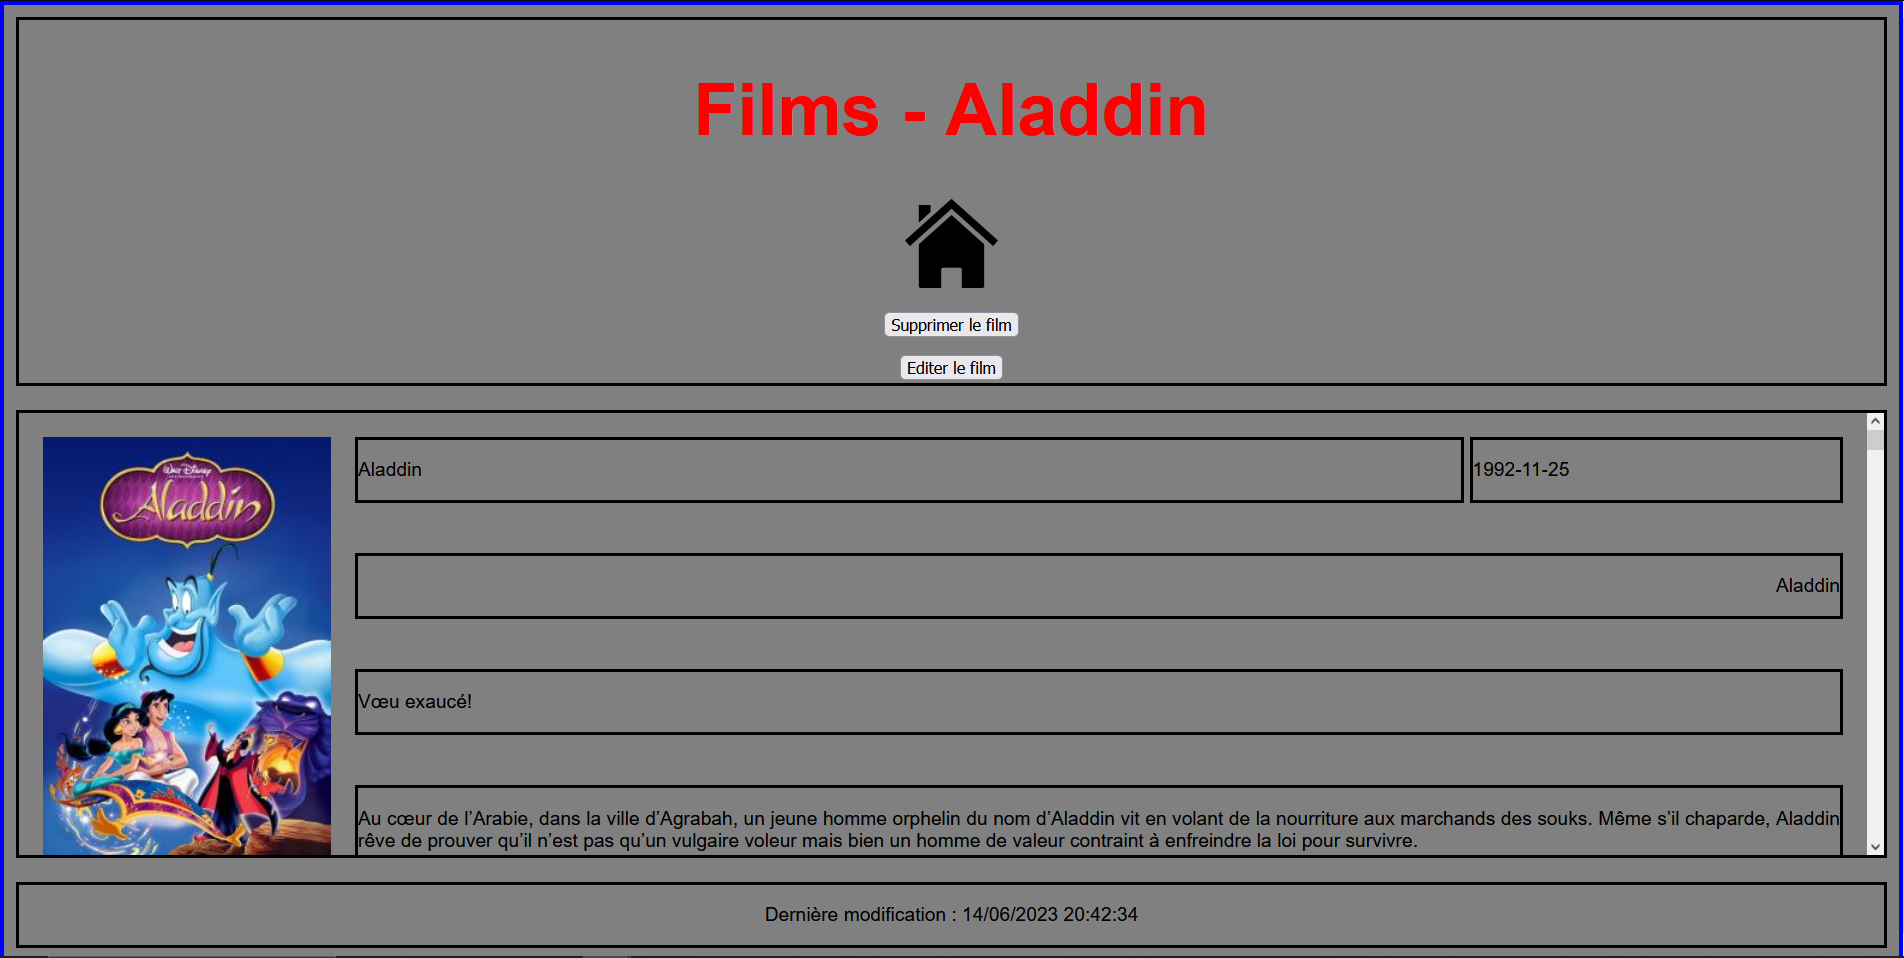 Films - Aladdin
Supprimer le film
Editer le film
Walt Disney
Aladdin
Aladdin
1992-11-25
Aladdin
Vœu exaucé!
Au cœur de l’Arabie, dans la ville d’Agrabah, un jeune homme orphelin du nom d’Aladdin vit en volant de la nourriture aux marchands des souks. Même s’il chaparde, Aladdin
rêve de prouver qu’il n’est pas qu’un vulgaire voleur mais bien un homme de valeur contraint à enfreindre la loi pour survivre.
Dernière modification : 14/06/2023 20:42:34